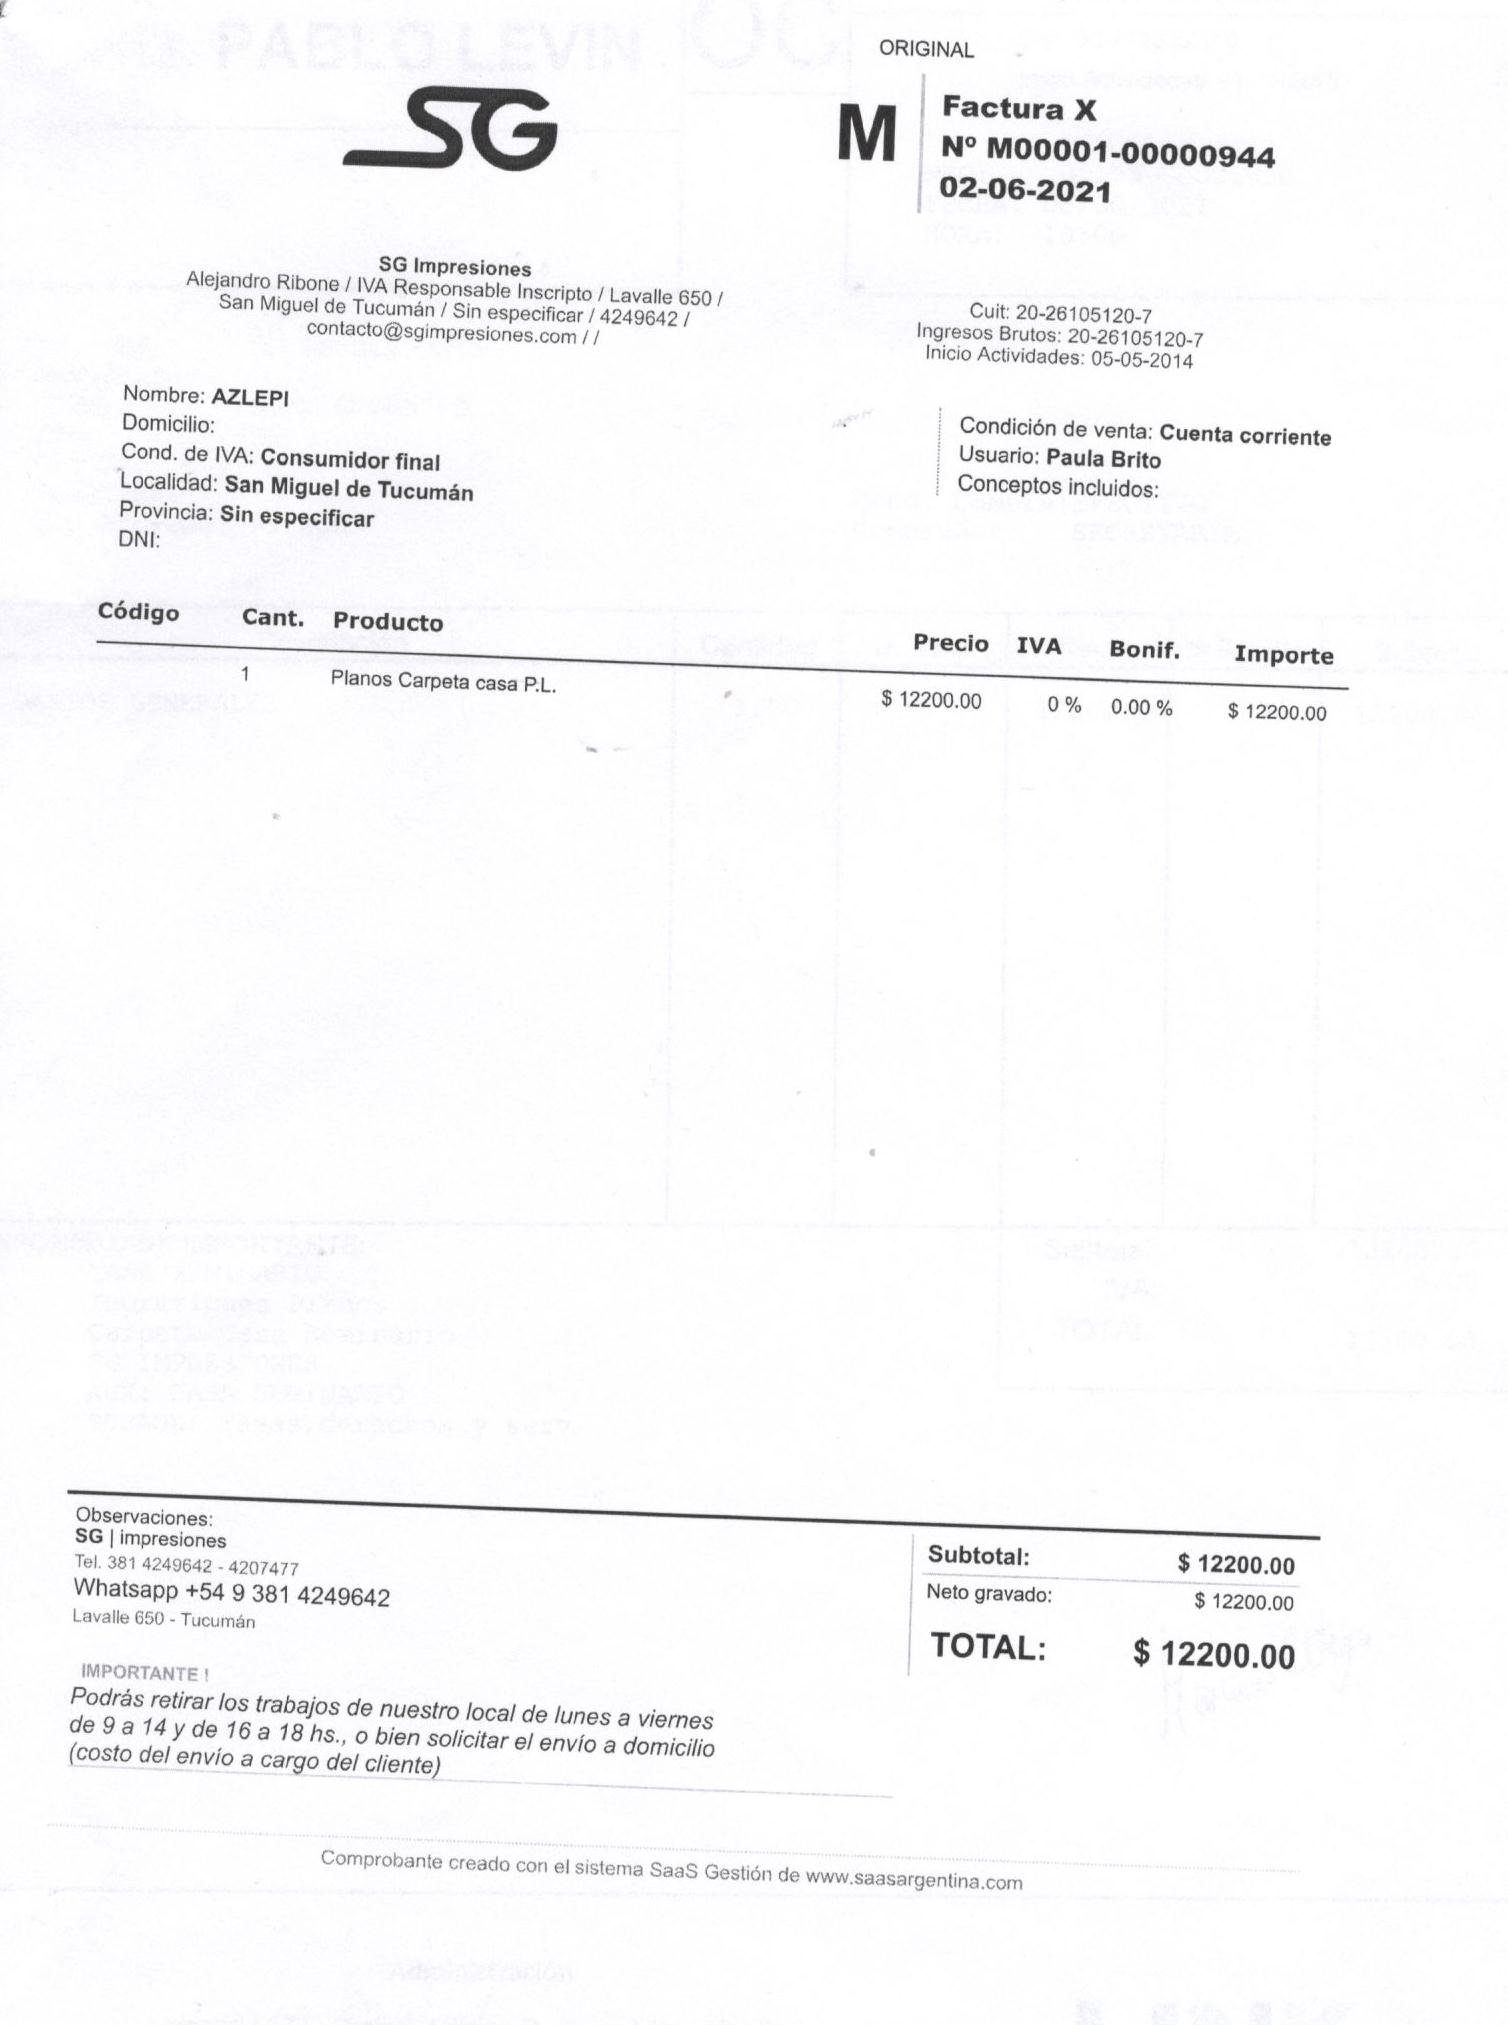 ORIGINAL
SG
M
Factura X
Nº M00001-00000944
02-06-2021
SG Impresiones
Alejandro Ribone / IVA Responsable Inscripto / Lavalle 650 /
San Miguel de Tucumán / Sin especificar / 4249642 /
contacto@sgimpresiones.com / /
Cuit: 20-26105120-7
Ingresos Brutos: 20-26105120-7
Inicio Actividades: 05-05-2014
Nombre: AZLEPI
Domicilio:
Cond. de IVA: Consumidor final
Localidad: San Miguel de Tucumán
Provincia: Sin especificar
DNI:
Condición de venta: Cuenta corriente
Usuario: Paula Brito
Conceptos incluidos:
Código Cant. Producto Precio IVA Bonif. Importe
1 Planos Carpeta casa P.L. $ 12200.00 0 % 0.00 % $ 12200.00
Observaciones:
SG | impresiones
Tel. 381 4249642 - 4207477
Whatsapp +54 9 381 4249642
Lavalle 650 - Tucumán
IMPORTANTE !
Podrás retirar los trabajos de nuestro local de lunes a viernes
de 9 a 14 y de 16 a 18 hs., o bien solicitar el envío a domicilio
(costo del envío a cargo del cliente)
Subtotal: $ 12200.00
Neto gravado: $ 12200.00
TOTAL: $ 12200.00
Comprobante creado con el sistema SaaS Gestión de www.saasargentina.com
PABLO LEVIN